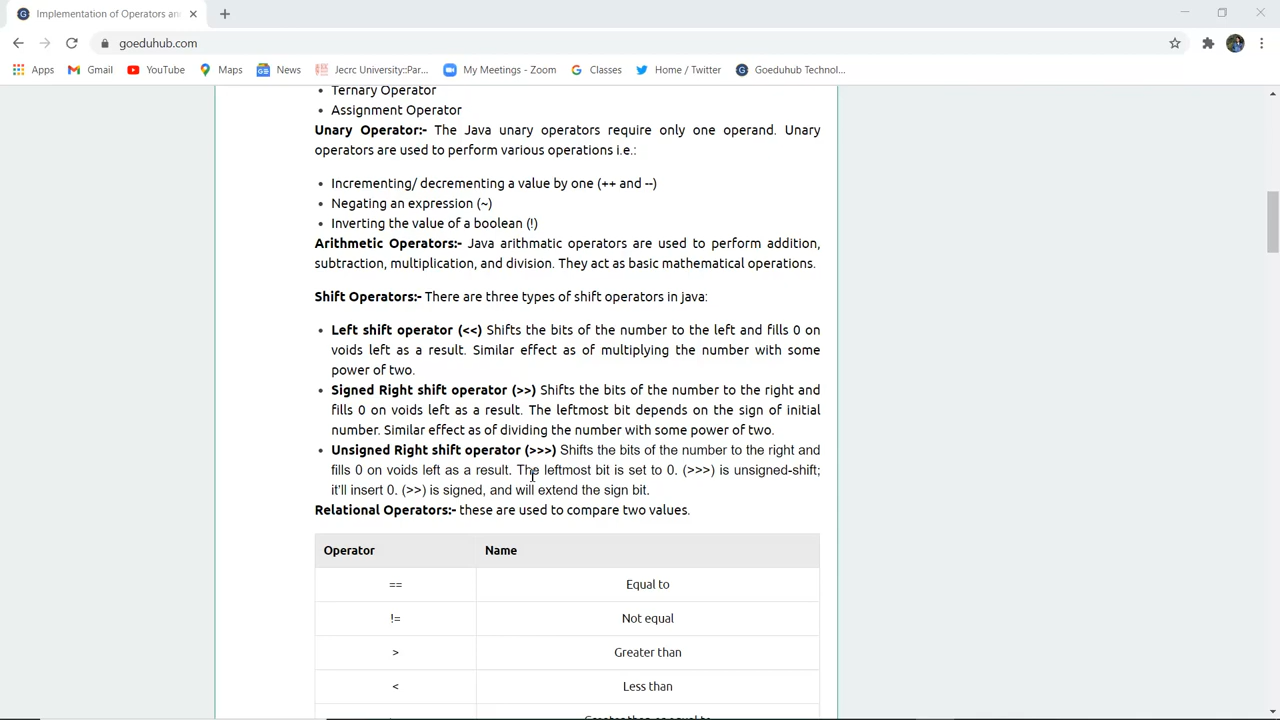 Implementation of Operators an
goeduhub.com
Apps Gmail YouTube Maps News Jecrc University::Par... My Meetings - Zoom Classes Home / Twitter Goeduhub Technol...
Ternary Operator
Assignment Operator
Unary Operator:- The Java unary operators require only one operand. Unary
operators are used to perform various operations i.e.:
Incrementing/ decrementing a value by one (++ and --)
Negating an expression (~)
Inverting the value of a boolean (!)
Arithmetic Operators:- Java arithmatic operators are used to perform addition,
subtraction, multiplication, and division. They act as basic mathematical operations.
Shift Operators:- There are three types of shift operators in java:
Left shift operator (<<) Shifts the bits of the number to the left and fills 0 on
voids left as a result. Similar effect as of multiplying the number with some
power of two.
Signed Right shift operator (>>) Shifts the bits of the number to the right and
fills 0 on voids left as a result. The leftmost bit depends on the sign of initial
number. Similar effect as of dividing the number with some power of two.
Unsigned Right shift operator (>>>) Shifts the bits of the number to the right and
fills 0 on voids left as a result. The leftmost bit is set to 0. (>>>) is unsigned-shift;
it'll insert 0. (>>) is signed, and will extend the sign bit.
Relational Operators:- these are used to compare two values.
Operator Name
== Equal to
!= Not equal
> Greater than
< Less than